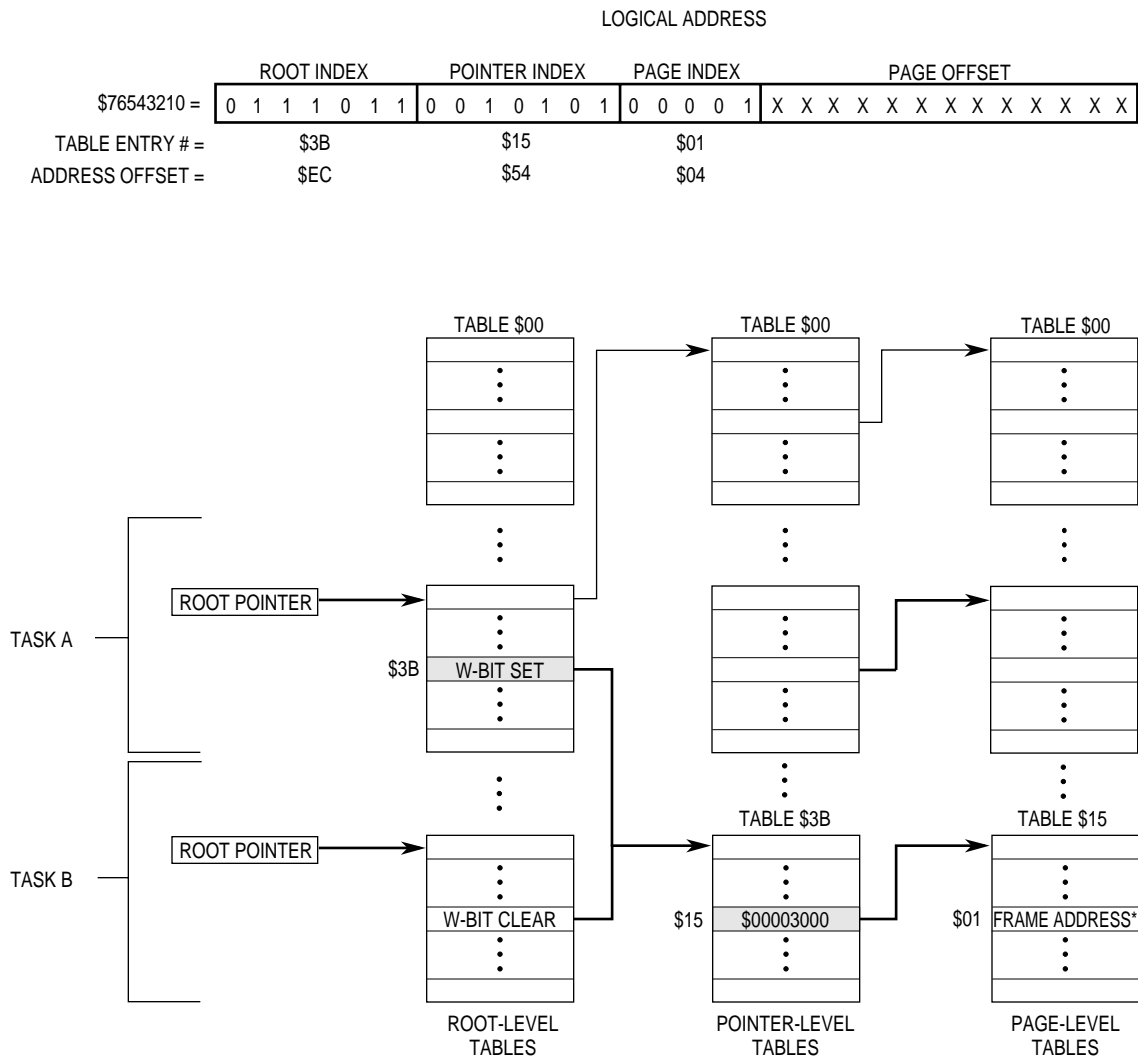 LOGICAL ADDRESS
ROOT INDEX POINTER INDEX PAGE INDEX PAGE OFFSET
$76543210 = 0 1 1 1 0 1 1 0 0 1 0 1 0 1 0 0 0 0 1 X X X X X X X X X X X X X
TABLE ENTRY # = $3B $15 $01
ADDRESS OFFSET = $EC $54 $04
TABLE $00 TABLE $00 TABLE $00
ROOT POINTER
TASK A
$3B W-BIT SET
TABLE $3B TABLE $15
ROOT POINTER
TASK B
W-BIT CLEAR $15 $00003000 $01 FRAME ADDRESS*
ROOT-LEVEL POINTER-LEVEL PAGE-LEVEL
TABLES TABLES TABLES